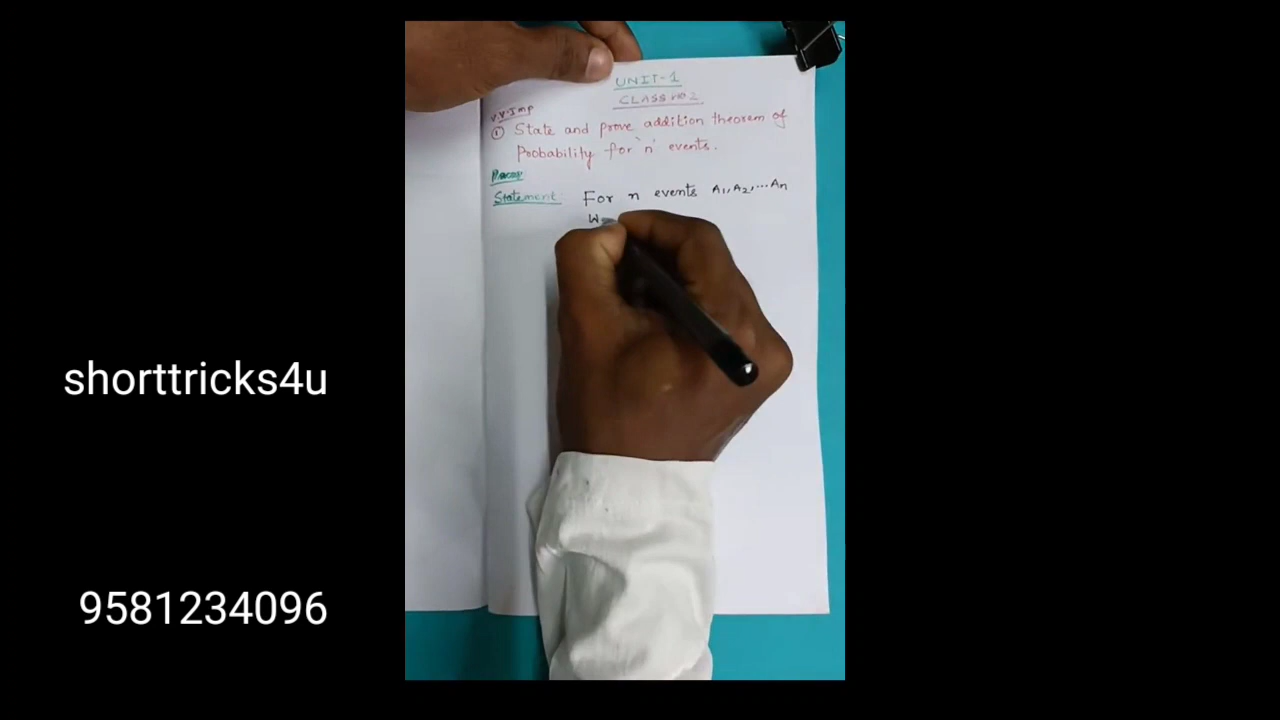 UNIT-1
CLASS NO 2
V.V.Imp
① State and prove addition theorem of
Probability for 'n' events.
Statement: For n events A1, A2, ... An
shorttricks4u
9581234096